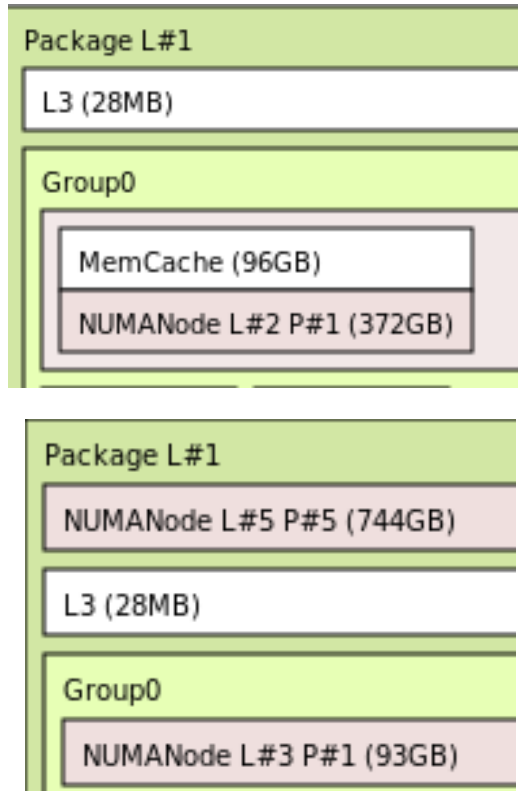 Package L#1
L3 (28MB)
Group0
MemCache (96GB)
NUMANode L#2 P#1 (372GB)
Package L#1
NUMANode L#5 P#5 (744GB)
L3 (28MB)
Group0
NUMANode L#3 P#1 (93GB)